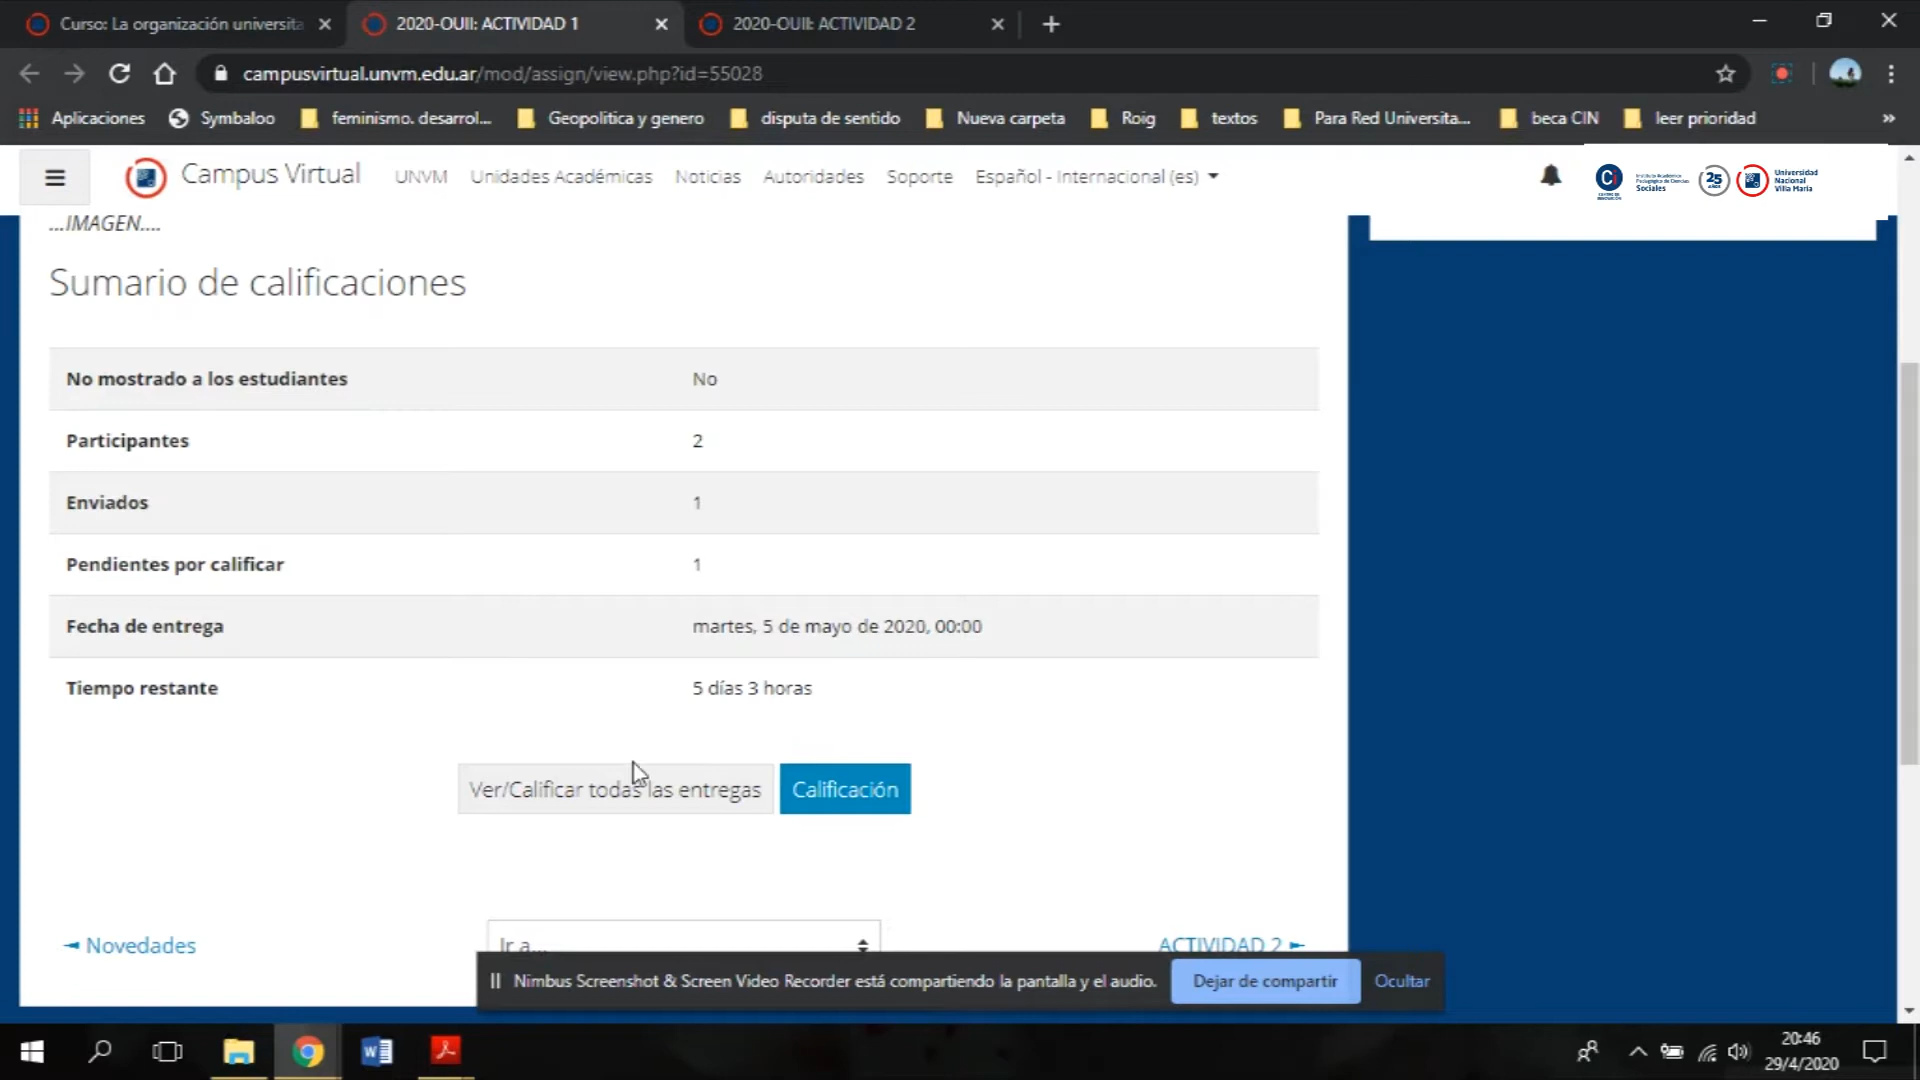 Curso: La organización universita
2020-OUII: ACTIVIDAD 1
2020-OUII: ACTIVIDAD 2
campusvirtual.unvm.edu.ar/mod/assign/view.php?id=55028
Aplicaciones
Symbaloo
feminismo. desarrol...
Geopolitica y genero
disputa de sentido
Nueva carpeta
Roig
textos
Para Red Universita...
beca CIN
leer prioridad
»
Campus Virtual
UNVM
Unidades Académicas
Noticias
Autoridades
Soporte
Español - Internacional (es)
Ci
Sociales
25
AÑOS
Universidad
Nacional
Villa María
...IMAGEN....
Sumario de calificaciones
No mostrado a los estudiantes No
Participantes 2
Enviados 1
Pendientes por calificar 1
Fecha de entrega martes, 5 de mayo de 2020, 00:00
Tiempo restante 5 días 3 horas
Ver/Calificar todas las entregas
Calificación
◄ Novedades
Ir a...
ACTIVIDAD 2 ►
Nimbus Screenshot & Screen Video Recorder está compartiendo la pantalla y el audio.
Dejar de compartir
Ocultar
20:46
29/4/2020